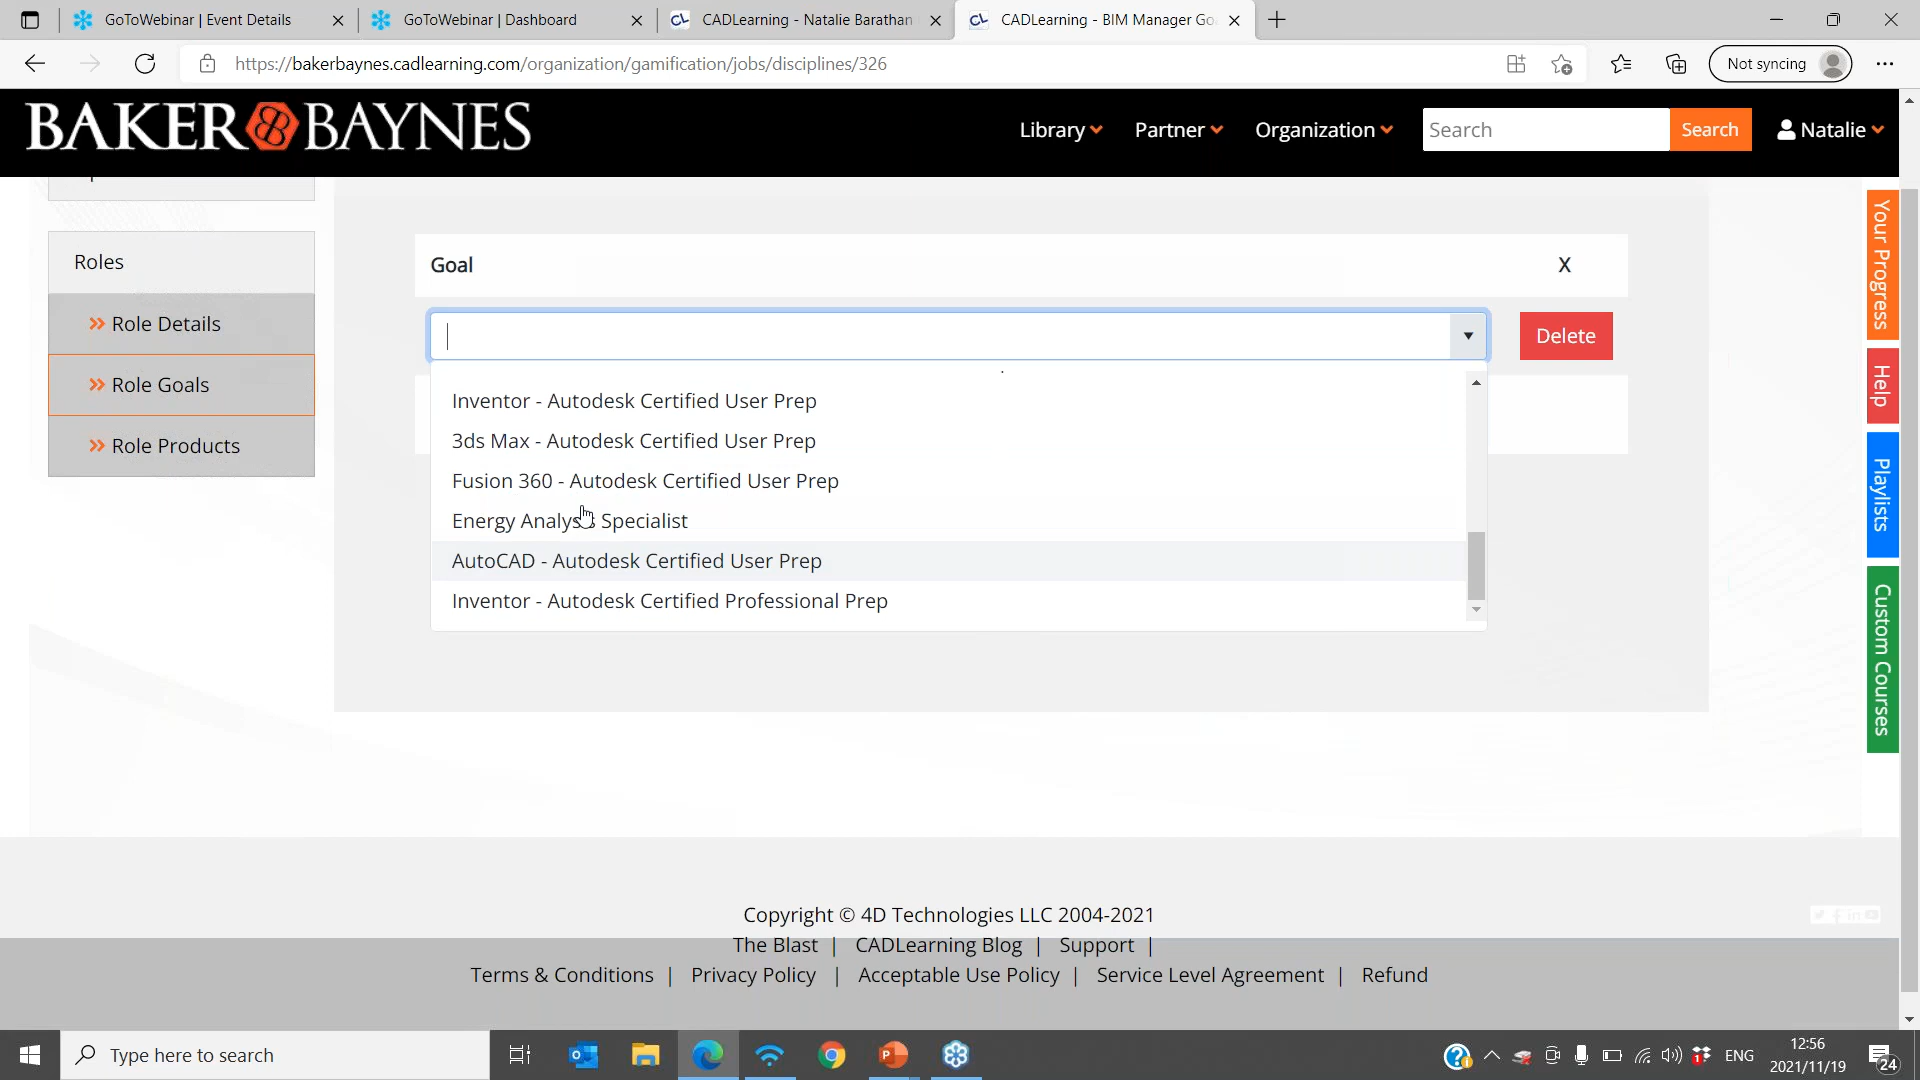 GoToWebinar | Event Details
GoToWebinar | Dashboard
CADLearning - Natalie Barathan
CADLearning - BIM Manager Go
https://bakerbaynes.cadlearning.com/organization/gamification/jobs/disciplines/326
Not syncing
BAKER BAYNES
Library
Partner
Organization
Search
Search
Natalie
Roles
Role Details
Role Goals
Role Products
Goal
X
Delete
Inventor - Autodesk Certified User Prep
3ds Max - Autodesk Certified User Prep
Fusion 360 - Autodesk Certified User Prep
Energy Analysis Specialist
AutoCAD - Autodesk Certified User Prep
Inventor - Autodesk Certified Professional Prep
Your Progress
Help
Playlists
Custom Courses
Copyright © 4D Technologies LLC 2004-2021
The Blast | CADLearning Blog | Support |
Terms & Conditions | Privacy Policy | Acceptable Use Policy | Service Level Agreement | Refund
Type here to search
ENG
12:56
2021/11/19
24